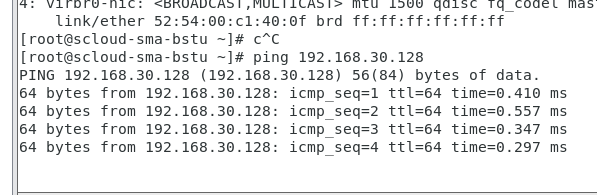 4: virbr0-nic: <BROADCAST,MULTICAST> mtu 1500 qdisc fq_codel mas
link/ether 52:54:00:c1:40:0f brd ff:ff:ff:ff:ff:ff
[root@scloud-sma-bstu ~]# c^C
[root@scloud-sma-bstu ~]# ping 192.168.30.128
PING 192.168.30.128 (192.168.30.128) 56(84) bytes of data.
64 bytes from 192.168.30.128: icmp_seq=1 ttl=64 time=0.410 ms
64 bytes from 192.168.30.128: icmp_seq=2 ttl=64 time=0.557 ms
64 bytes from 192.168.30.128: icmp_seq=3 ttl=64 time=0.347 ms
64 bytes from 192.168.30.128: icmp_seq=4 ttl=64 time=0.297 ms